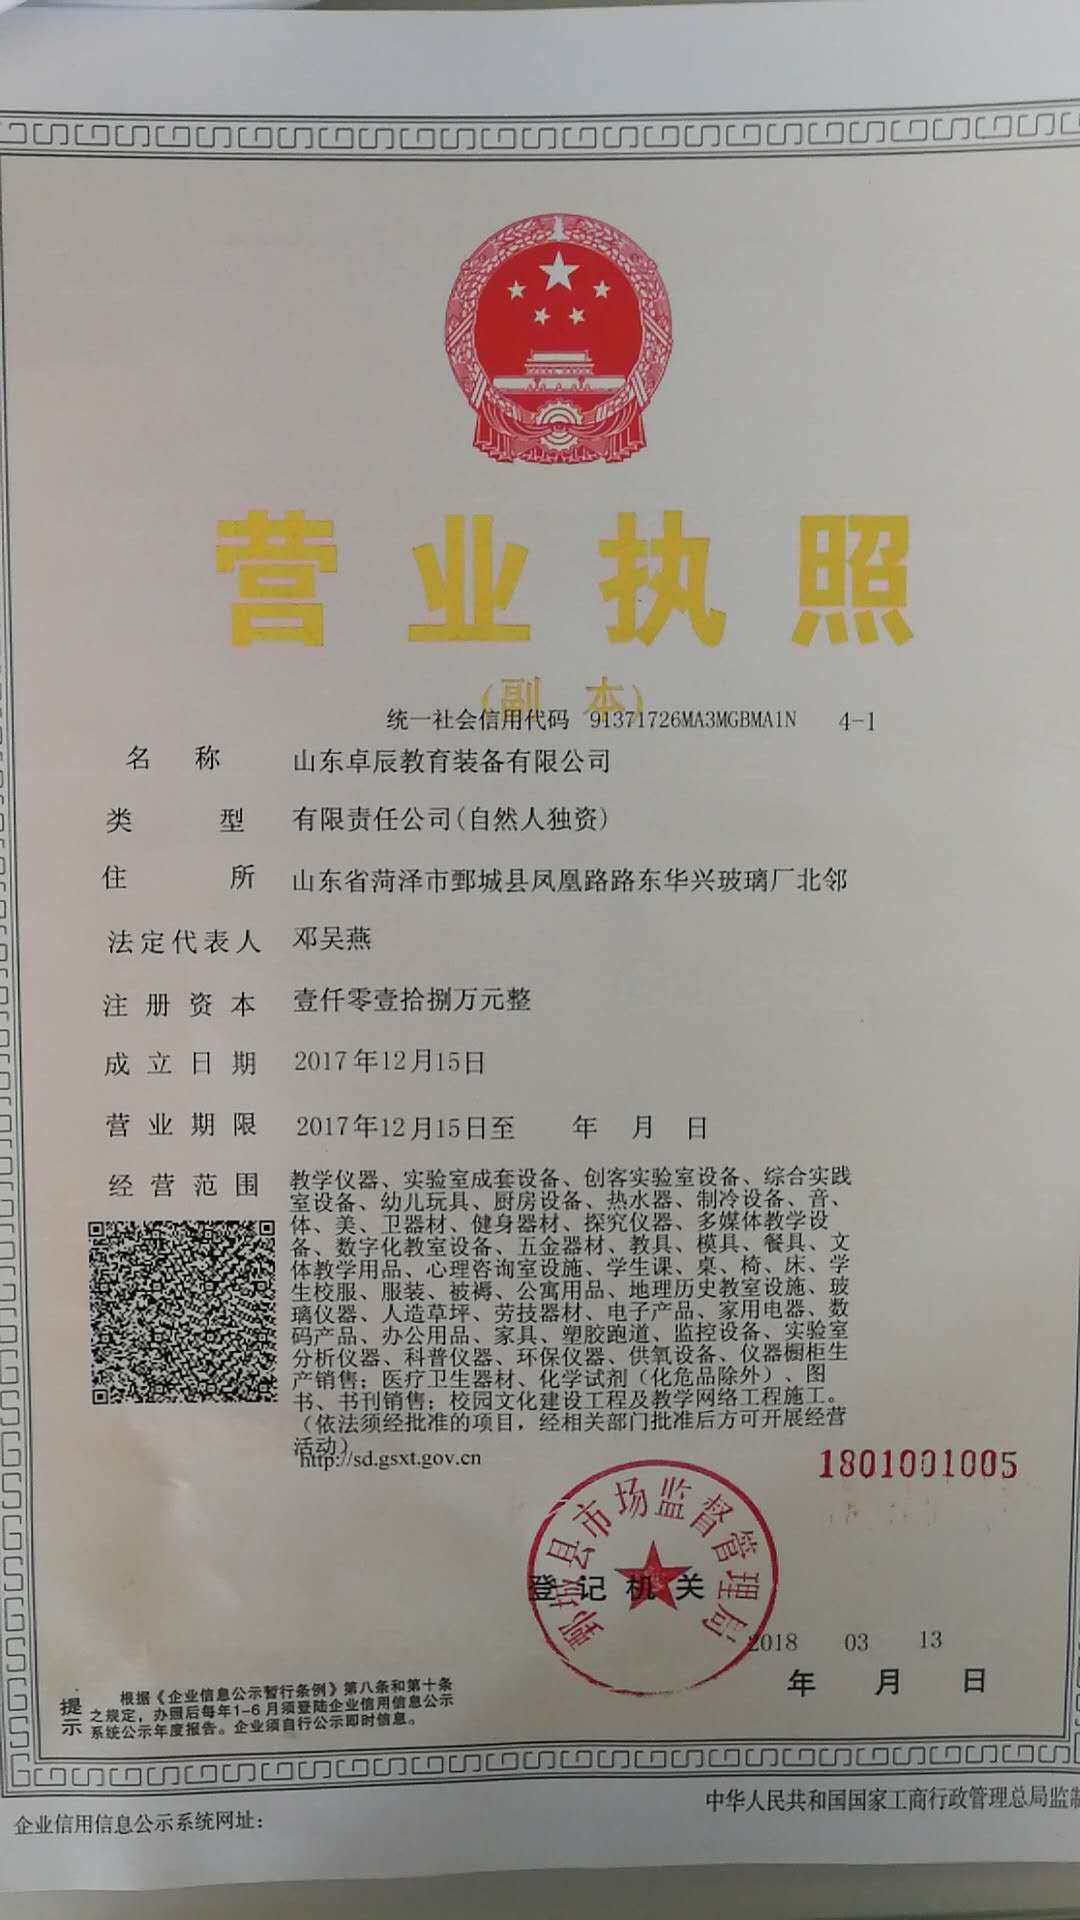 营业执照
(副 本)
统一社会信用代码 91371726MA3MGBMA1N 4-1
名 称 山东卓辰教育装备有限公司
类 型 有限责任公司(自然人独资)
住 所 山东省菏泽市鄄城县凤凰路路东华兴玻璃厂北邻
法定代表人 邓吴燕
注册资本 壹仟零壹拾捌万元整
成立日期 2017年12月15日
营业期限 2017年12月15日至 年 月 日
经营范围 教学仪器、实验室成套设备、创客实验室设备、综合实践
室设备、幼儿玩具、厨房设备、热水器、制冷设备、音、
体、美、卫器材、健身器材、探究仪器、多媒体教学设
备、数字化教室设备、五金器材、教具、模具、餐具、文
体教学用品、心理咨询室设施、学生课、桌、椅、床、学
生校服、服装、被褥、公寓用品、地理历史教室设施、玻
璃仪器、人造草坪、劳技器材、电子产品、家用电器、数
码产品、办公用品、家具、塑胶跑道、监控设备、实验室
分析仪器、科普仪器、环保仪器、供氧设备、仪器橱柜生
产销售；医疗卫生器材、化学试剂（化危品除外）、图
书、书刊销售；校园文化建设工程及教学网络工程施工。
（依法须经批准的项目，经相关部门批准后方可开展经营
活动）
http://sd.gsxt.gov.cn
1801001005
鄄城县市场监督管理局
登记机关
2018 03 13
年 月 日
提示 根据《企业信息公示暂行条例》第八条和第十条
之规定，办照后每年1-6月须登陆企业信用信息公示
系统公示年度报告。企业须自行公示即时信息。
企业信用信息公示系统网址：
中华人民共和国国家工商行政管理总局监制